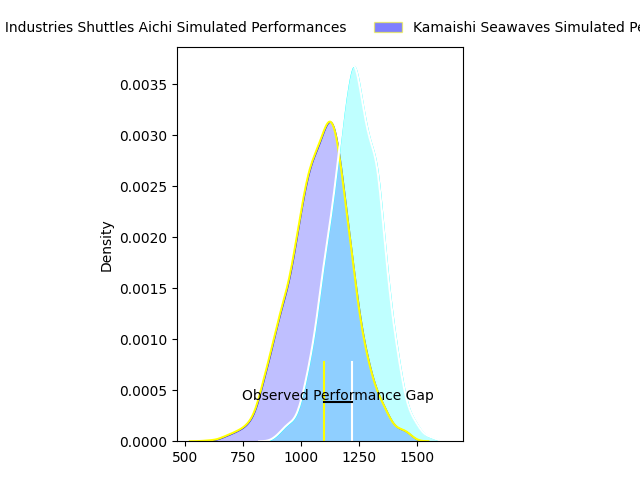 Industries Shuttles Aichi Simulated Performances
Kamaishi Seawaves Simulated
0.0035
0.0030
0.0025
0.0020
0.0015
0.0010
0.0005
0.0000
Density
Observed Performance Gap
500 750 1000 1250 1500